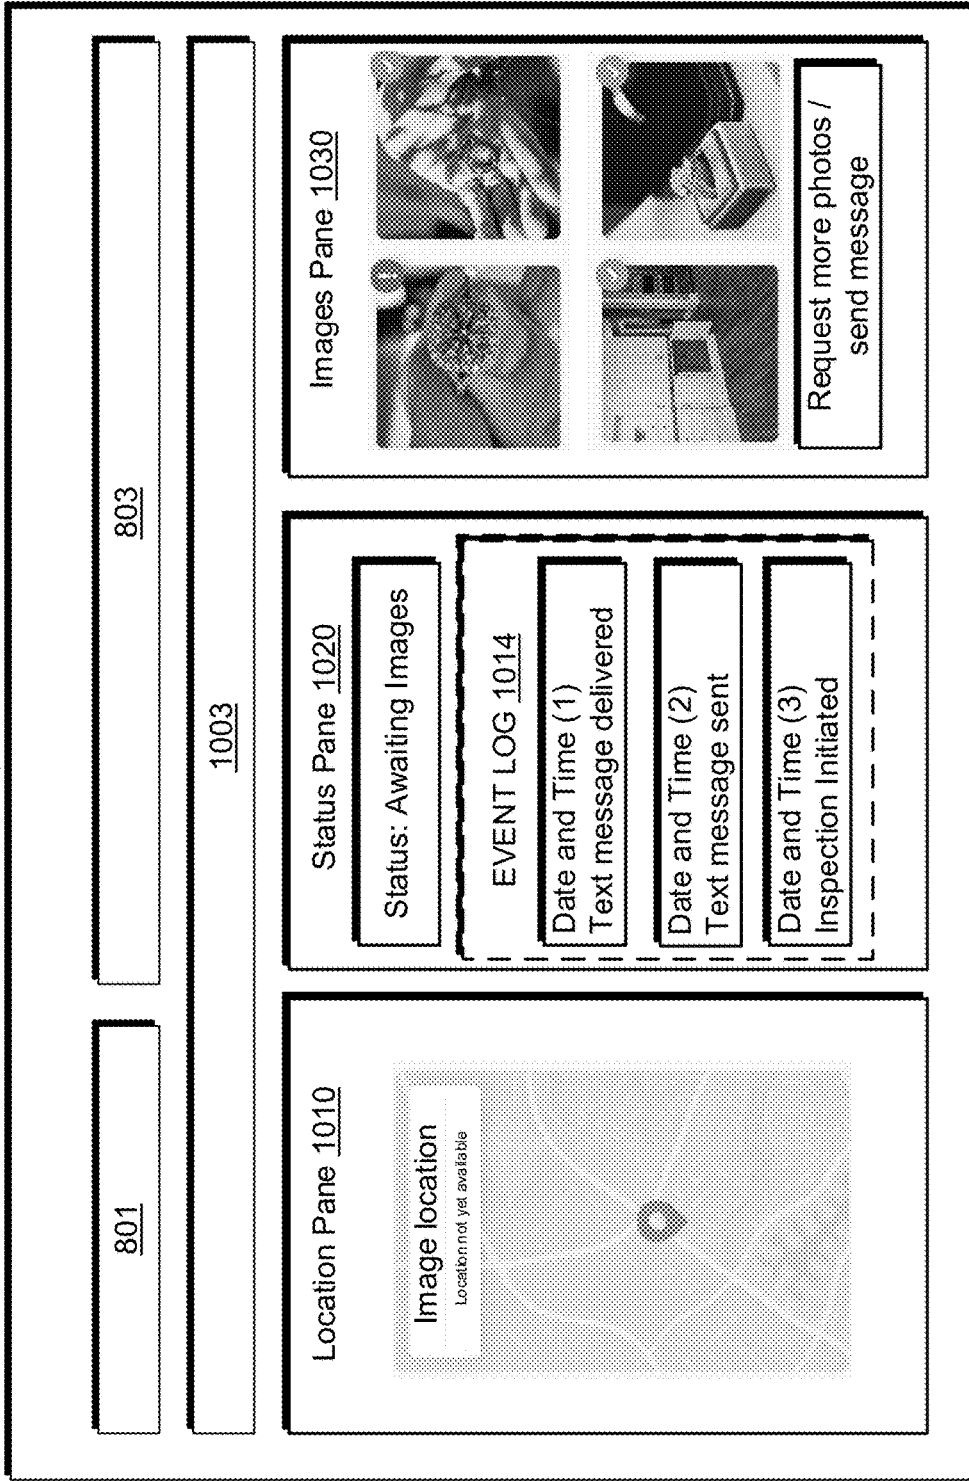 801
803
1003
Location Pane 1010
Image location
Location not yet available
Status Pane 1020
Status: Awaiting Images
EVENT LOG 1014
Date and Time (1)
Text message delivered
Date and Time (2)
Text message sent
Date and Time (3)
Inspection Initiated
Images Pane 1030
Request more photos /
send message